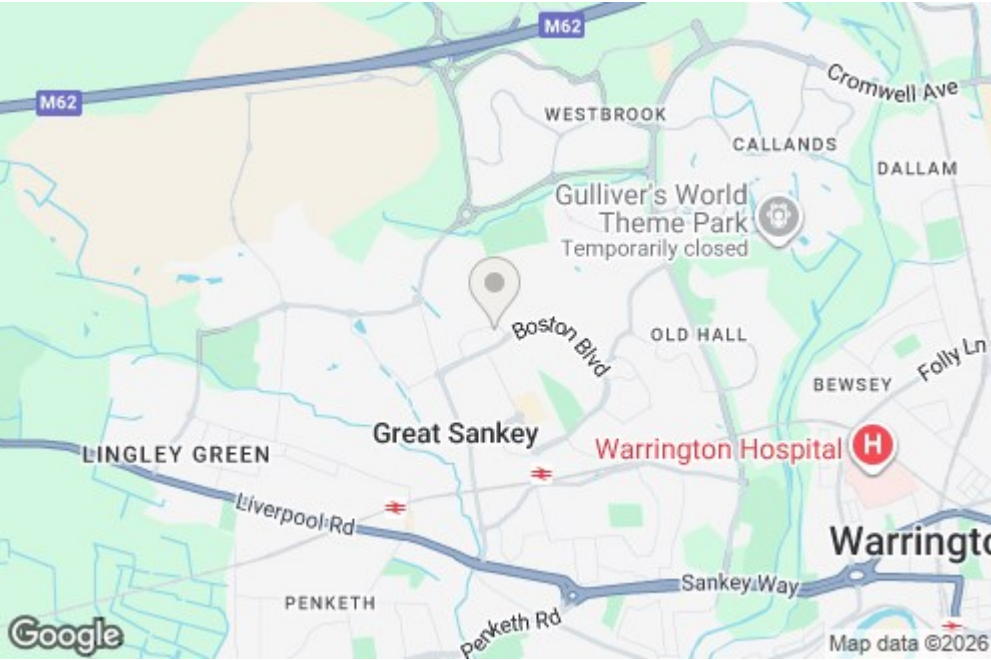 M62
M62
Cromwell Ave
WESTBROOK
CALLANDS
DALLAM
Gulliver's World
Theme Park
Temporarily closed
Boston Blvd
OLD HALL
Folly Ln
BEWSEY
Great Sankey
Warrington Hospital
H
LINGLEY GREEN
Liverpool Rd
Warringto
Sankey Way
PENKETH
Penketh Rd
Google
Map data ©2026